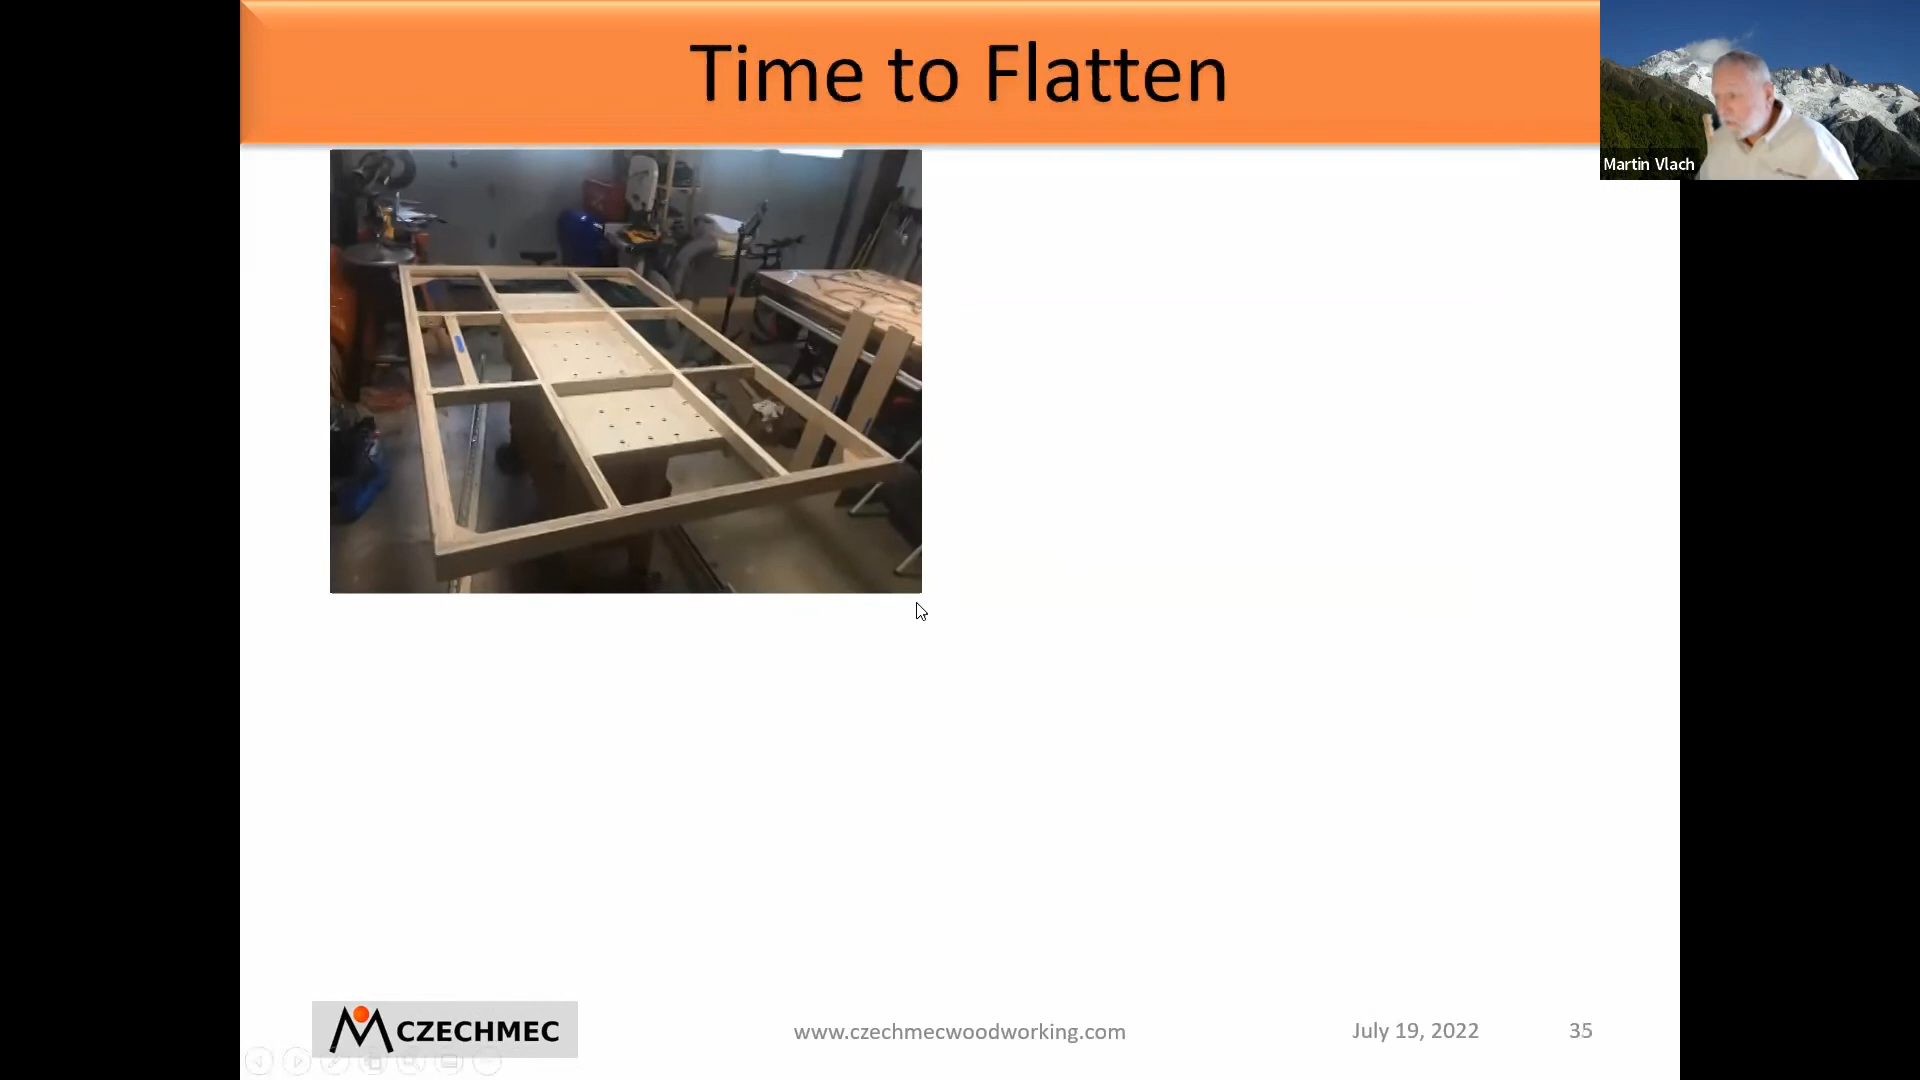 Time to Flatten
Martin Vlach
CZECHMEC
www.czechmecwoodworking.com
July 19, 2022
35